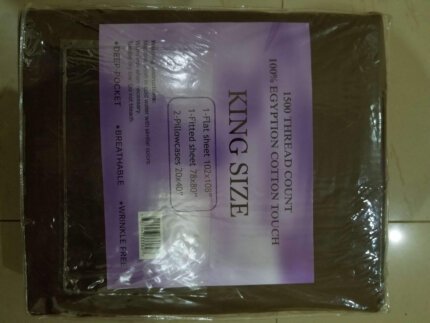 1500 THREAD COUNT
100% EGYPTION COTTON TOUCH
KING SIZE
1-Flat sheet 102x108"
1-Fitted sheet 78x80"
2-Pillowcases 20x40"
*DEEP POCKET
*BREATHABLE
*WRINKLE FREE